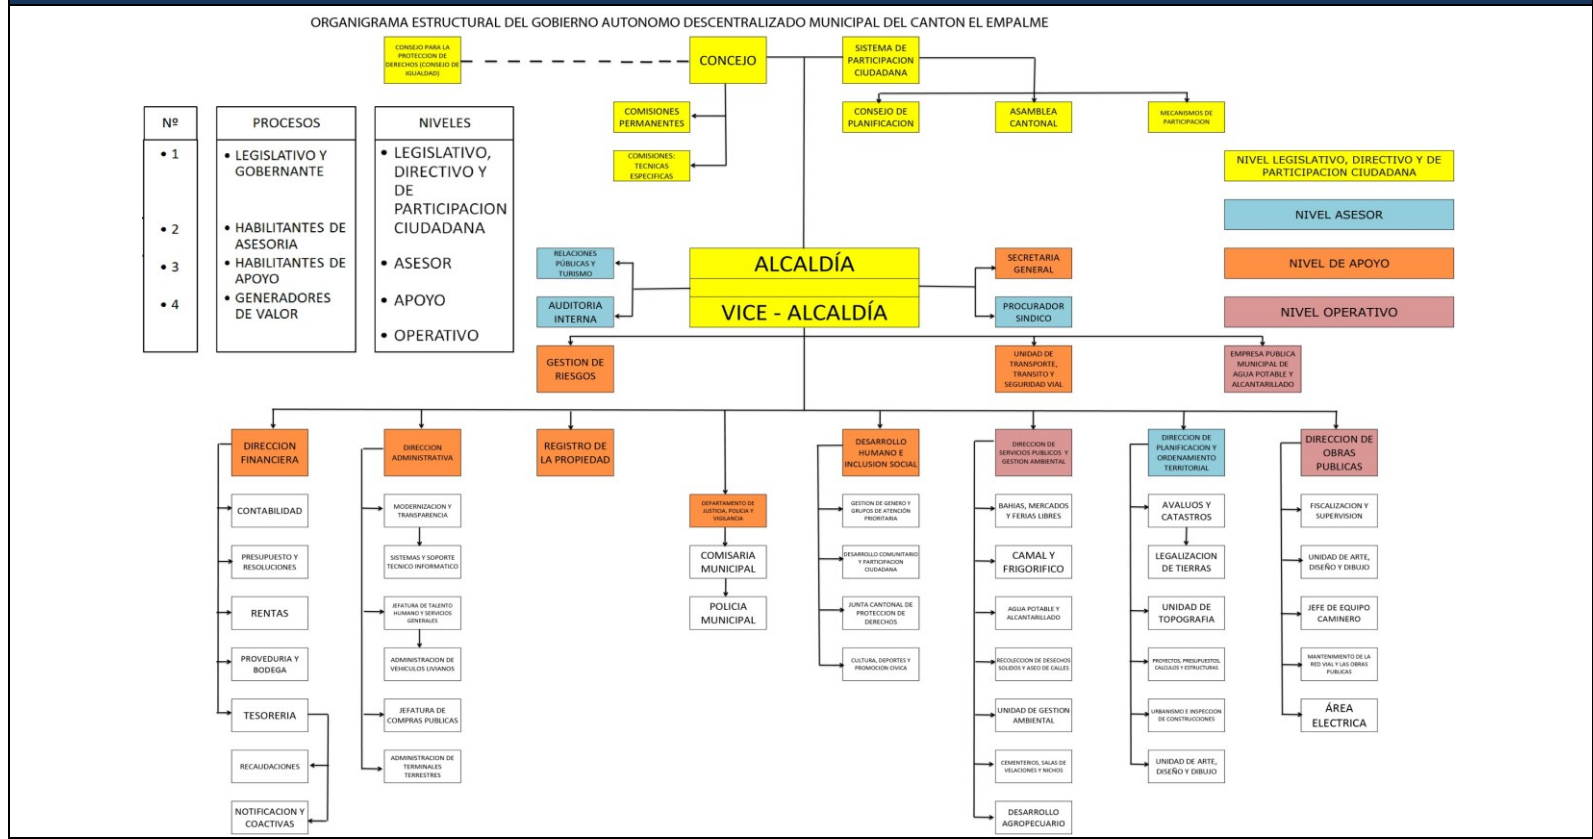 ORGANIGRAMA ESTRUCTURAL DEL GOBIERNO AUTONOMO DESCENTRALIZADO MUNICIPAL DEL CANTON EL EMPALME
CONSEJO PARA LA
PROTECCION DE
DERECHOS (CONSEJO DE
IGUALDAD)
CONCEJO
SISTEMA DE
PARTICIPACION
CIUDADANA
COMISIONES
PERMANENTES
CONSEJO DE
PLANIFICACION
ASAMBLEA
CANTONAL
MECANISMOS DE
PARTICIPACION
COMISIONES:
TECNICAS
ESPECIFICAS
Nº
• 1
• 2
• 3
• 4
PROCESOS
• LEGISLATIVO Y
GOBERNANTE
• HABILITANTES DE
ASESORIA
• HABILITANTES DE
APOYO
• GENERADORES
DE VALOR
NIVELES
• LEGISLATIVO,
DIRECTIVO Y
DE
PARTICIPACION
CIUDADANA
• ASESOR
• APOYO
• OPERATIVO
NIVEL LEGISLATIVO, DIRECTIVO Y DE
PARTICIPACION CIUDADANA
NIVEL ASESOR
NIVEL DE APOYO
NIVEL OPERATIVO
RELACIONES
PÚBLICAS Y
TURISMO
AUDITORIA
INTERNA
ALCALDÍA
VICE - ALCALDÍA
SECRETARIA
GENERAL
PROCURADOR
SINDICO
GESTION DE
RIESGOS
UNIDAD DE
TRANSPORTE,
TRANSITO Y
SEGURIDAD VIAL
EMPRESA PUBLICA
MUNICIPAL DE
AGUA POTABLE Y
ALCANTARILLADO
DIRECCION
FINANCIERA
CONTABILIDAD
PRESUPUESTO Y
RESOLUCIONES
RENTAS
PROVEDURIA Y
BODEGA
TESORERIA
RECAUDACIONES
NOTIFICACION Y
COACTIVAS
DIRECCION
ADMINISTRATIVA
MODERNIZACION Y
TRANSPARENCIA
SISTEMAS Y SOPORTE
TECNICO INFORMATICO
JEFATURA DE TALENTO
HUMANO Y SERVICIOS
GENERALES
ADMINISTRACION DE
VEHICULOS LIVIANOS
JEFATURA DE
COMPRAS PUBLICAS
ADMINISTRACION DE
TERMINALES
TERRESTRES
REGISTRO DE
LA PROPIEDAD
DEPARTAMENTO DE
JUSTICIA, POLICIA Y
VIGILANCIA
COMISARIA
MUNICIPAL
POLICIA
MUNICIPAL
DESARROLLO
HUMANO E
INCLUSION SOCIAL
GESTION DE GENERO Y
GRUPOS DE ATENCIÓN
PRIORITARIA
DESARROLLO COMUNITARIO
Y PARTICIPACION
CIUDADANA
JUNTA CANTONAL DE
PROTECCION DE
DERECHOS
CULTURA, DEPORTES Y
PROMOCION CIVICA
DIRECCION DE
SERVICIOS PUBLICOS Y
GESTION AMBIENTAL
BAHIAS, MERCADOS
Y FERIAS LIBRES
CAMAL Y
FRIGORIFICO
AGUA POTABLE Y
ALCANTARILLADO
RECOLECCION DE DESECHOS
SOLIDOS Y ASEO DE CALLES
UNIDAD DE GESTION
AMBIENTAL
CEMENTERIOS, SALAS DE
VELACIONES Y NICHOS
DESARROLLO
AGROPECUARIO
DIRECCION DE
PLANIFICACION Y
ORDENAMIENTO
TERRITORIAL
AVALUOS Y
CATASTROS
LEGALIZACION
DE TIERRAS
UNIDAD DE
TOPOGRAFIA
PROYECTOS, PRESUPUESTOS,
CALCULOS Y ESTRUCTURAS
URBANISMO E INSPECCION
DE CONSTRUCCIONES
UNIDAD DE ARTE,
DISEÑO Y DIBUJO
DIRECCION DE
OBRAS
PUBLICAS
FISCALIZACION Y
SUPERVISION
UNIDAD DE ARTE,
DISEÑO Y DIBUJO
JEFE DE EQUIPO
CAMINERO
MANTENIMIENTO DE LA
RED VIAL Y LAS OBRAS
PUBLICAS
ÁREA
ELECTRICA